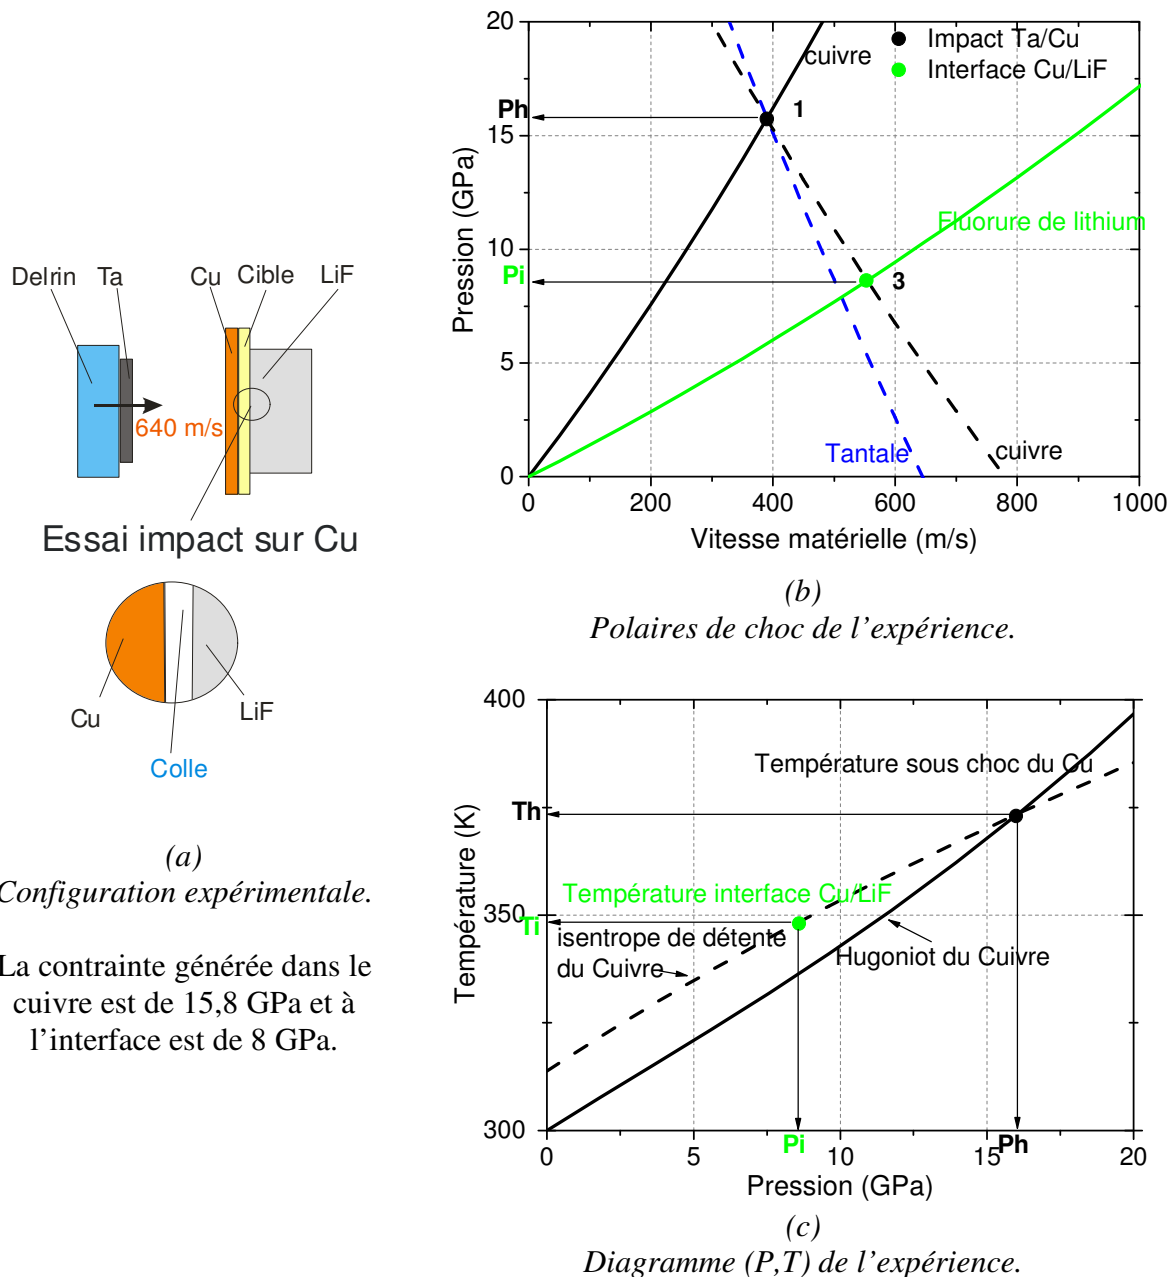 Delrin Ta
Cu Cible LiF
640 m/s
Essai impact sur Cu
Cu
LiF
Colle
(a)
Configuration expérimentale.
La contrainte générée dans le
cuivre est de 15,8 GPa et à
l’interface est de 8 GPa.
20
15
10
5
0
Pression (GPa)
Ph
Pi
cuivre
Impact Ta/Cu
Interface Cu/LiF
1
Fluorure de lithium
3
Tantale
cuivre
0 200 400 600 800 1000
Vitesse matérielle (m/s)
(b)
Polaires de choc de l’expérience.
400
350
300
Température (K)
Th
Ti
Température sous choc du Cu
Température interface Cu/LiF
isentrope de détente
du Cuivre
Hugoniot du Cuivre
Pi
Ph
0 5 10 15 20
Pression (GPa)
(c)
Diagramme (P,T) de l’expérience.